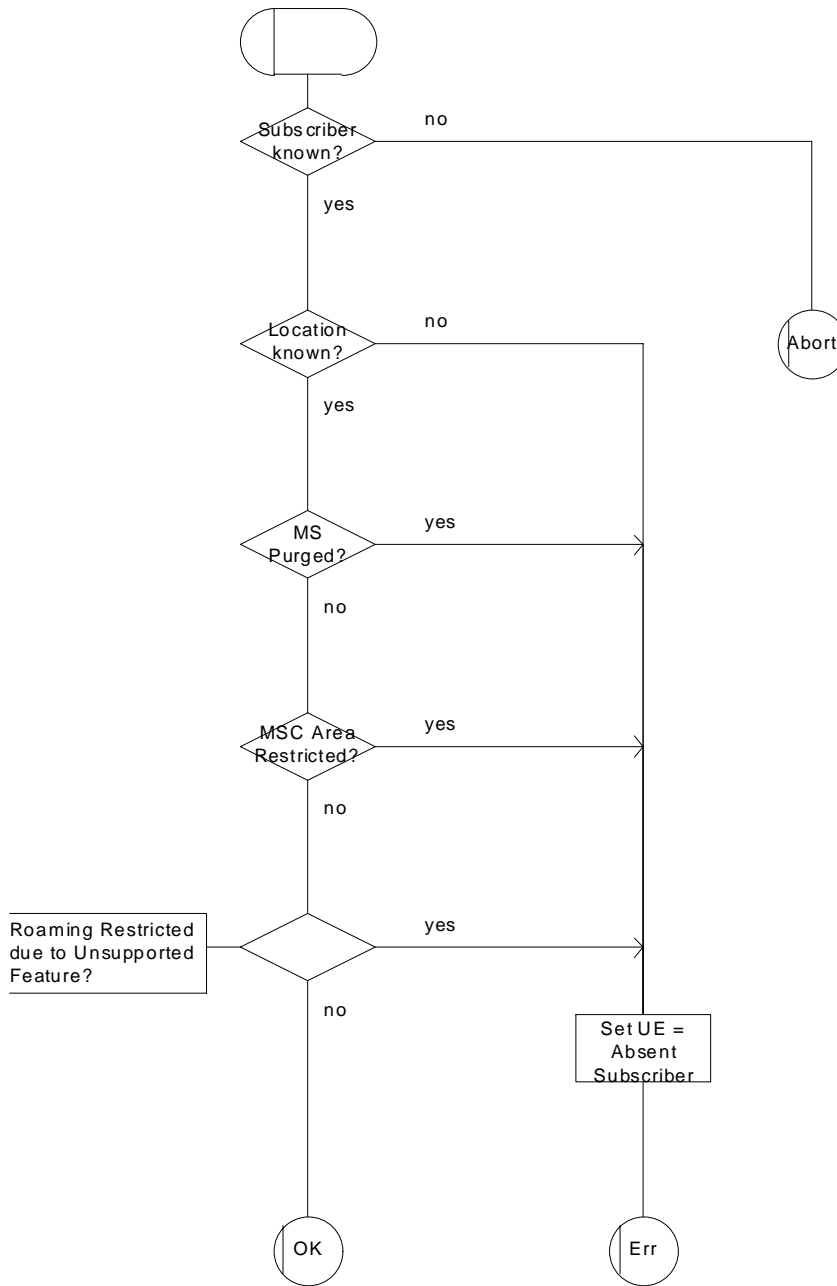 Subscriber
known?
no
yes
Location
known?
no
Abort
yes
MS
Purged?
yes
no
MSC Area
Restricted?
yes
no
Roaming Restricted
due to Unsupported
Feature?
yes
no
Set UE =
Absent
Subscriber
OK
Err